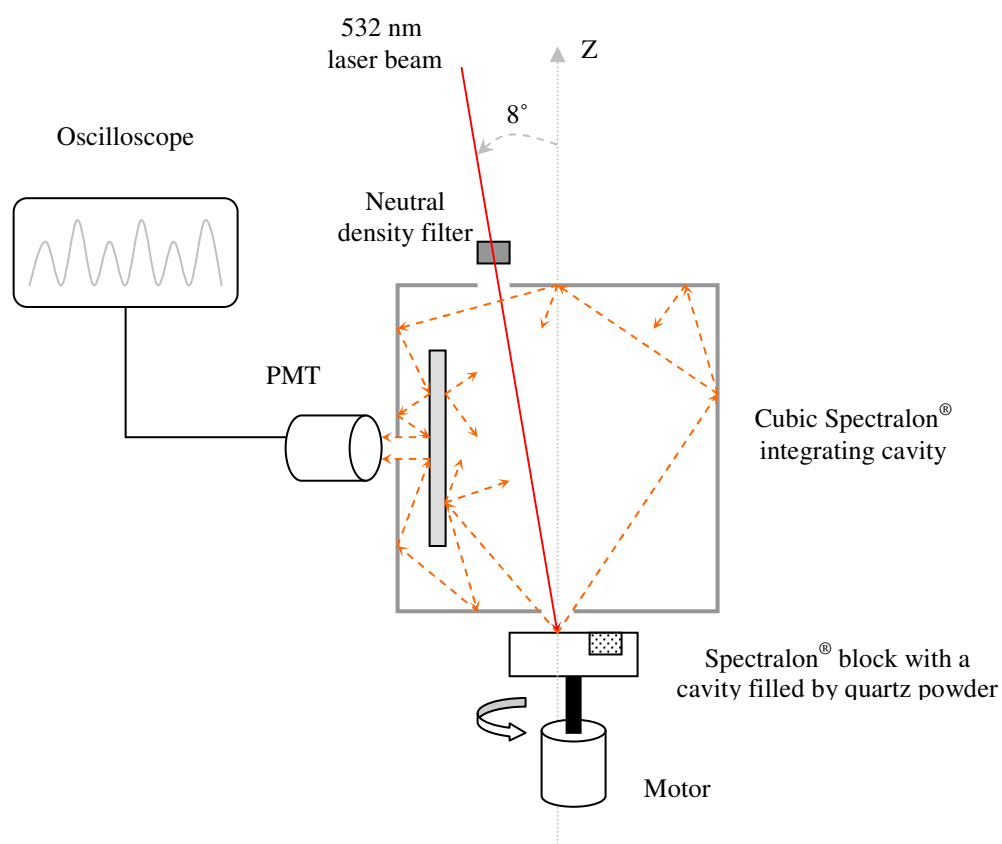 532 nm
laser beam
Z
8°
Oscilloscope
Neutral
density filter
PMT
Cubic Spectralon®
integrating cavity
Spectralon® block with a
cavity filled by quartz powder
Motor